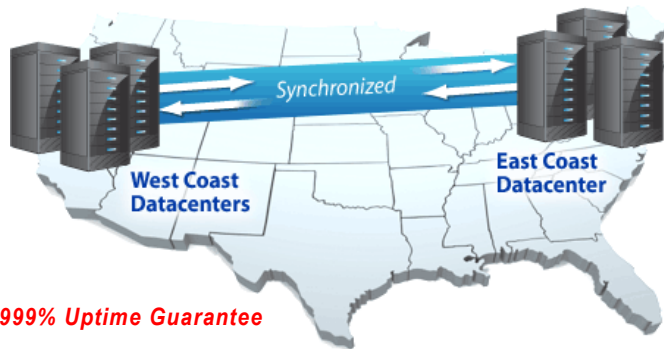 Synchronized
West Coast
Datacenters
East Coast
Datacenter
999% Uptime Guarantee